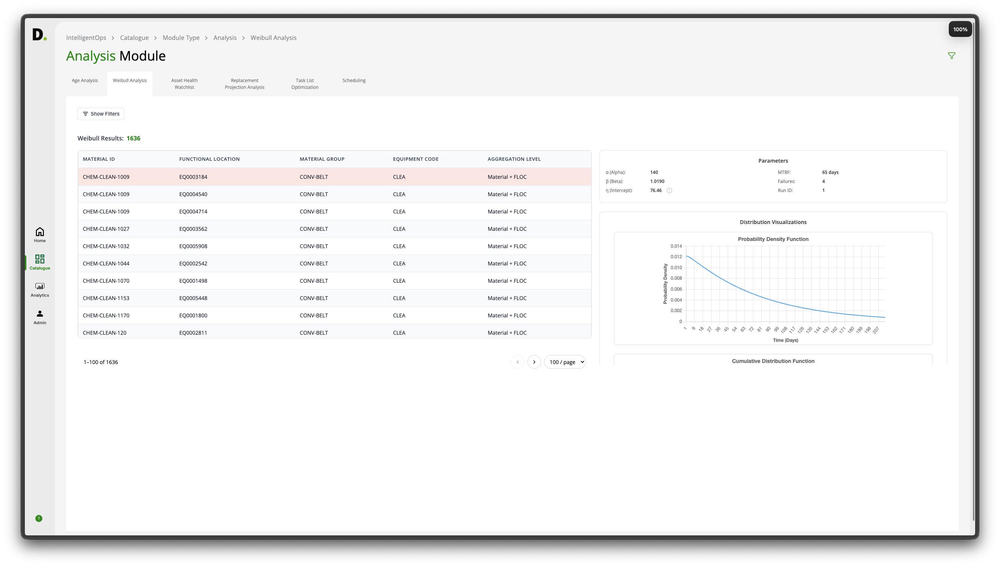 D.
100%
IntelligentOps > Catalogue > Module Type > Analysis > Weibull Analysis
Analysis Module
Age Analysis
Weibull Analysis
Asset Health
Watchlist
Replacement
Projection Analysis
Task List
Optimization
Scheduling
Show Filters
Weibull Results: 1636
MATERIAL ID FUNCTIONAL LOCATION MATERIAL GROUP EQUIPMENT CODE AGGREGATION LEVEL
CHEM-CLEAN-1009 EQ0003184 CONV-BELT CLEA Material + FLOC
CHEM-CLEAN-1009 EQ0004540 CONV-BELT CLEA Material + FLOC
CHEM-CLEAN-1009 EQ0004714 CONV-BELT CLEA Material + FLOC
CHEM-CLEAN-1027 EQ0003562 CONV-BELT CLEA Material + FLOC
CHEM-CLEAN-1032 EQ0005908 CONV-BELT CLEA Material + FLOC
CHEM-CLEAN-1044 EQ0002542 CONV-BELT CLEA Material + FLOC
CHEM-CLEAN-1070 EQ0001498 CONV-BELT CLEA Material + FLOC
CHEM-CLEAN-1153 EQ0005448 CONV-BELT CLEA Material + FLOC
CHEM-CLEAN-1170 EQ0001800 CONV-BELT CLEA Material + FLOC
CHEM-CLEAN-120 EQ0002811 CONV-BELT CLEA Material + FLOC
1–100 of 1636
‹ › 100 / page
Parameters
α (Alpha): 140 MTBF: 65 days
β (Beta): 1.0190 Failures: 4
η (Intercept): 76.46 Run ID: 1
Distribution Visualizations
Probability Density Function
Probability Density
0.014
0.012
0.010
0.008
0.006
0.004
0.002
0
1 9 18 27 36 45 54 63 72 81 90 99 108 117 126 135 144 153 162 171 180 189 198 207
Time (Days)
Cumulative Distribution Function
Home
Catalogue
Analytics
Admin
?